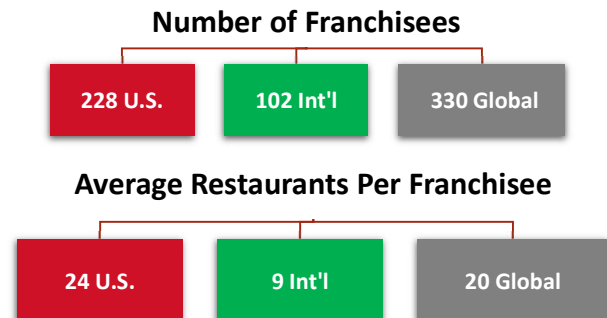 Number of Franchisees
228 U.S. 102 Int'l 330 Global
Average Restaurants Per Franchisee
24 U.S. 9 Int'l 20 Global